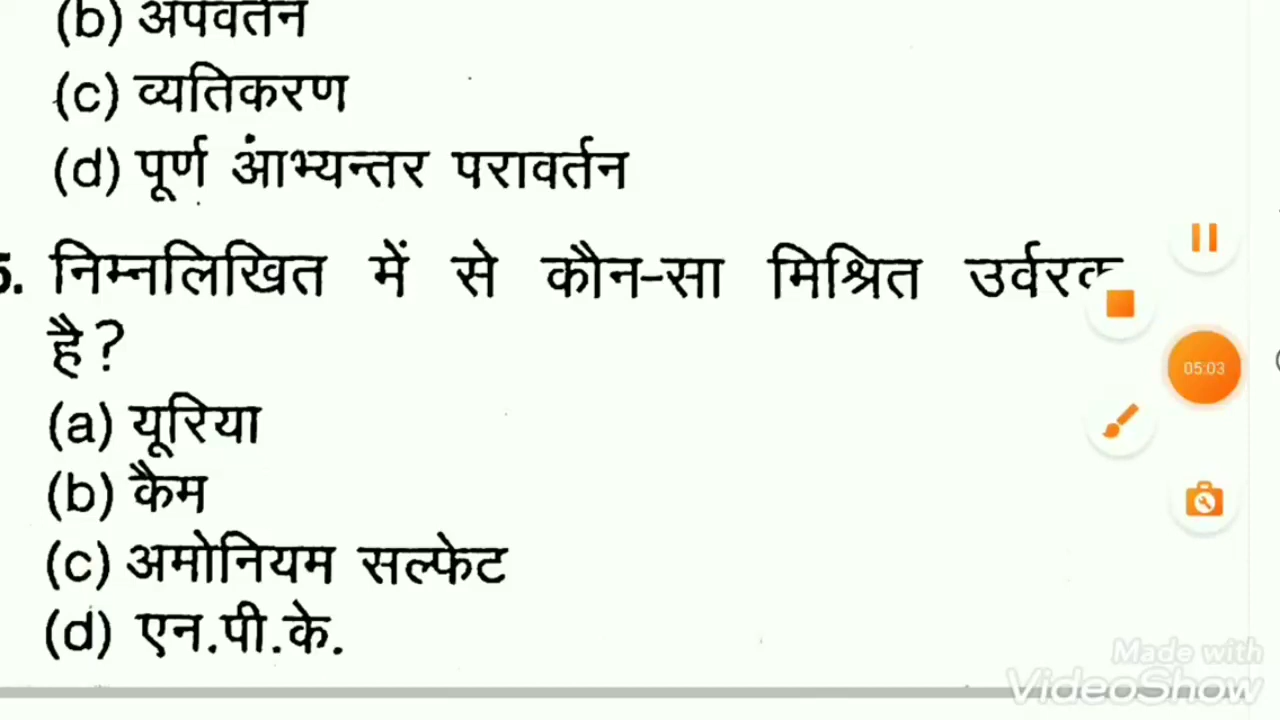 (b) अपवर्तन
(c) व्यतिकरण
(d) पूर्ण आंभ्यन्तर परावर्तन
5. निम्नलिखित में से कौन-सा मिश्रित उर्वरक
है?
(a) यूरिया
(b) कैम
(c) अमोनियम सल्फेट
(d) एन.पी.के.
05:03
Made with
VideoShow